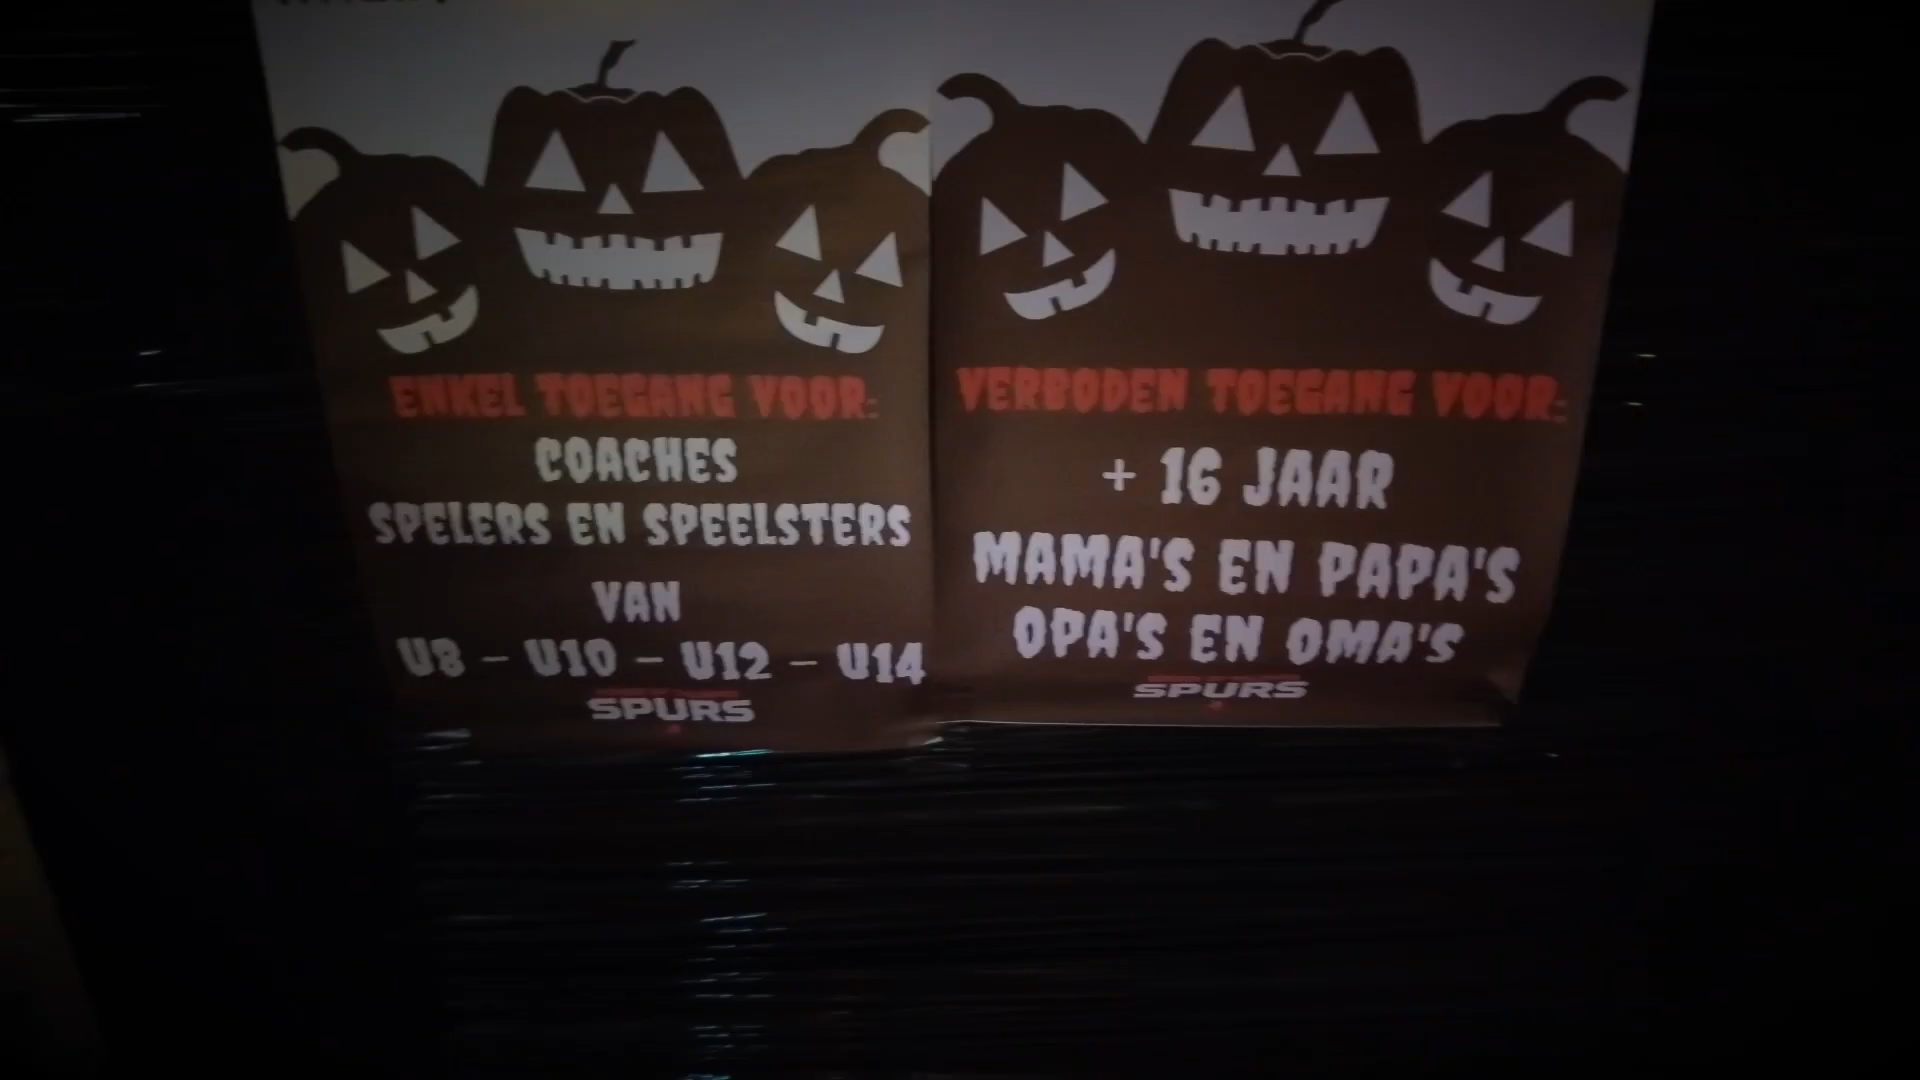 ENKEL TOEGANG VOOR:
COACHES
SPELERS EN SPEELSTERS
VAN
U8 - U10 - U12 - U14
SPURS
VERBODEN TOEGANG VOOR:
+ 16 JAAR
MAMA'S EN PAPA'S
OPA'S EN OMA'S
SPURS